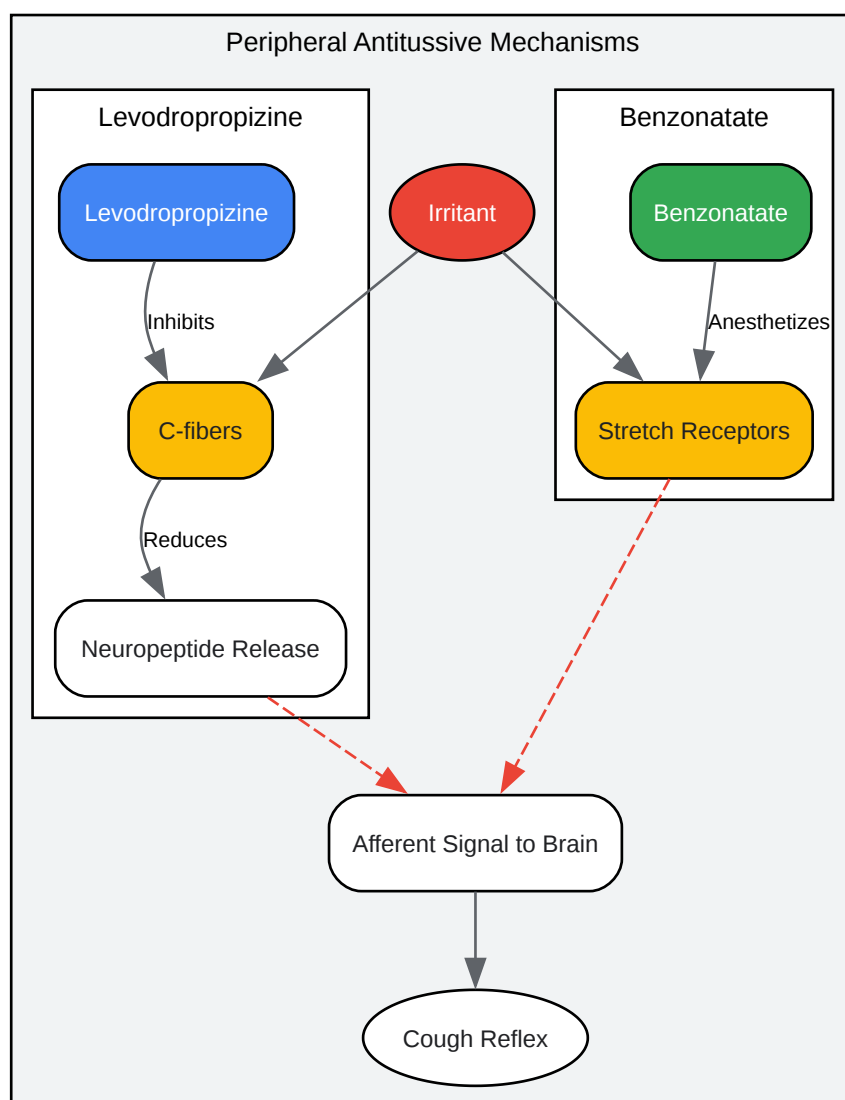 Peripheral Antitussive Mechanisms
Levodropropizine
Benzonatate
Levodropropizine
Irritant
Benzonatate
Inhibits
Anesthetizes
C-fibers
Stretch Receptors
Reduces
Neuropeptide Release
Afferent Signal to Brain
Cough Reflex